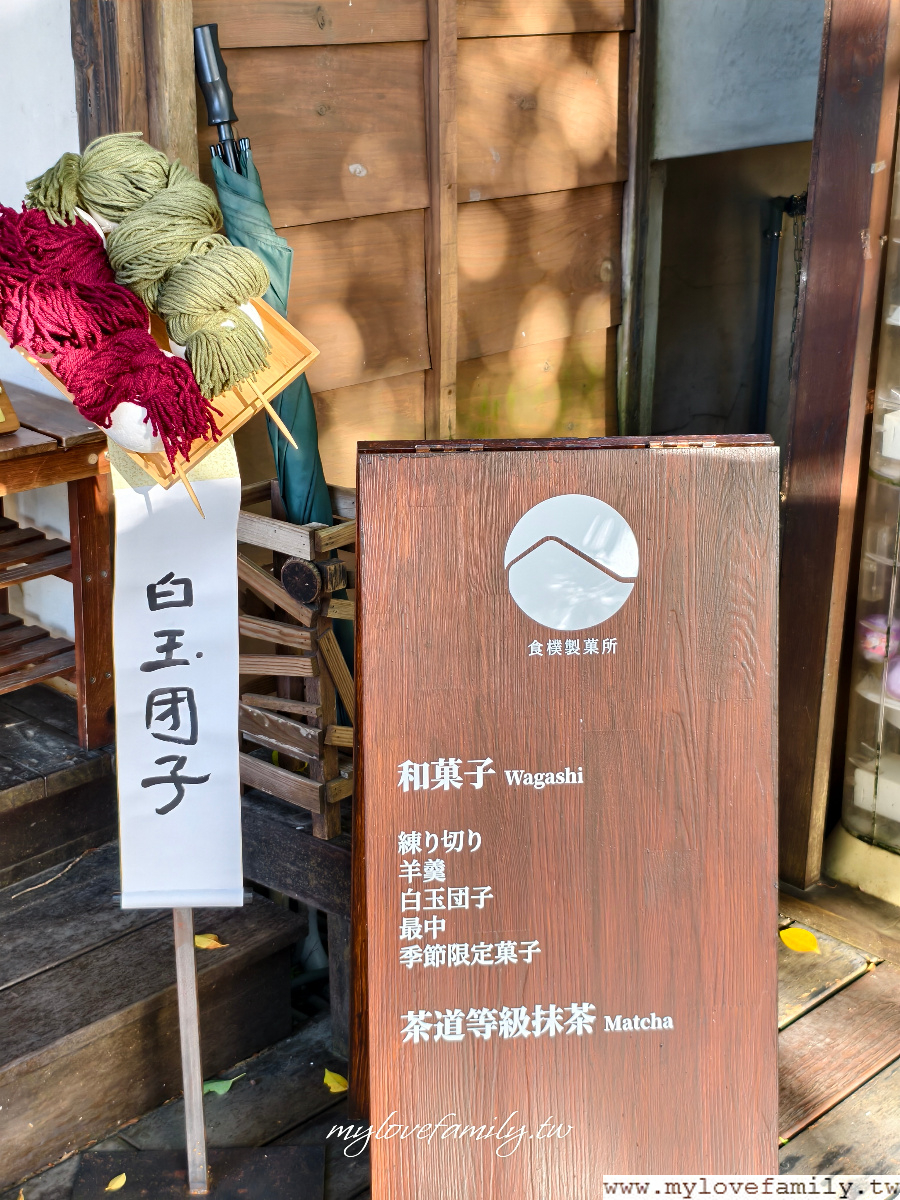 白玉団子
食樸製菓所
和菓子 Wagashi
練り切り
羊羹
白玉団子
最中
季節限定菓子
茶道等級抹茶 Matcha
mylovefamily.tw
www.mylovefamily.tw